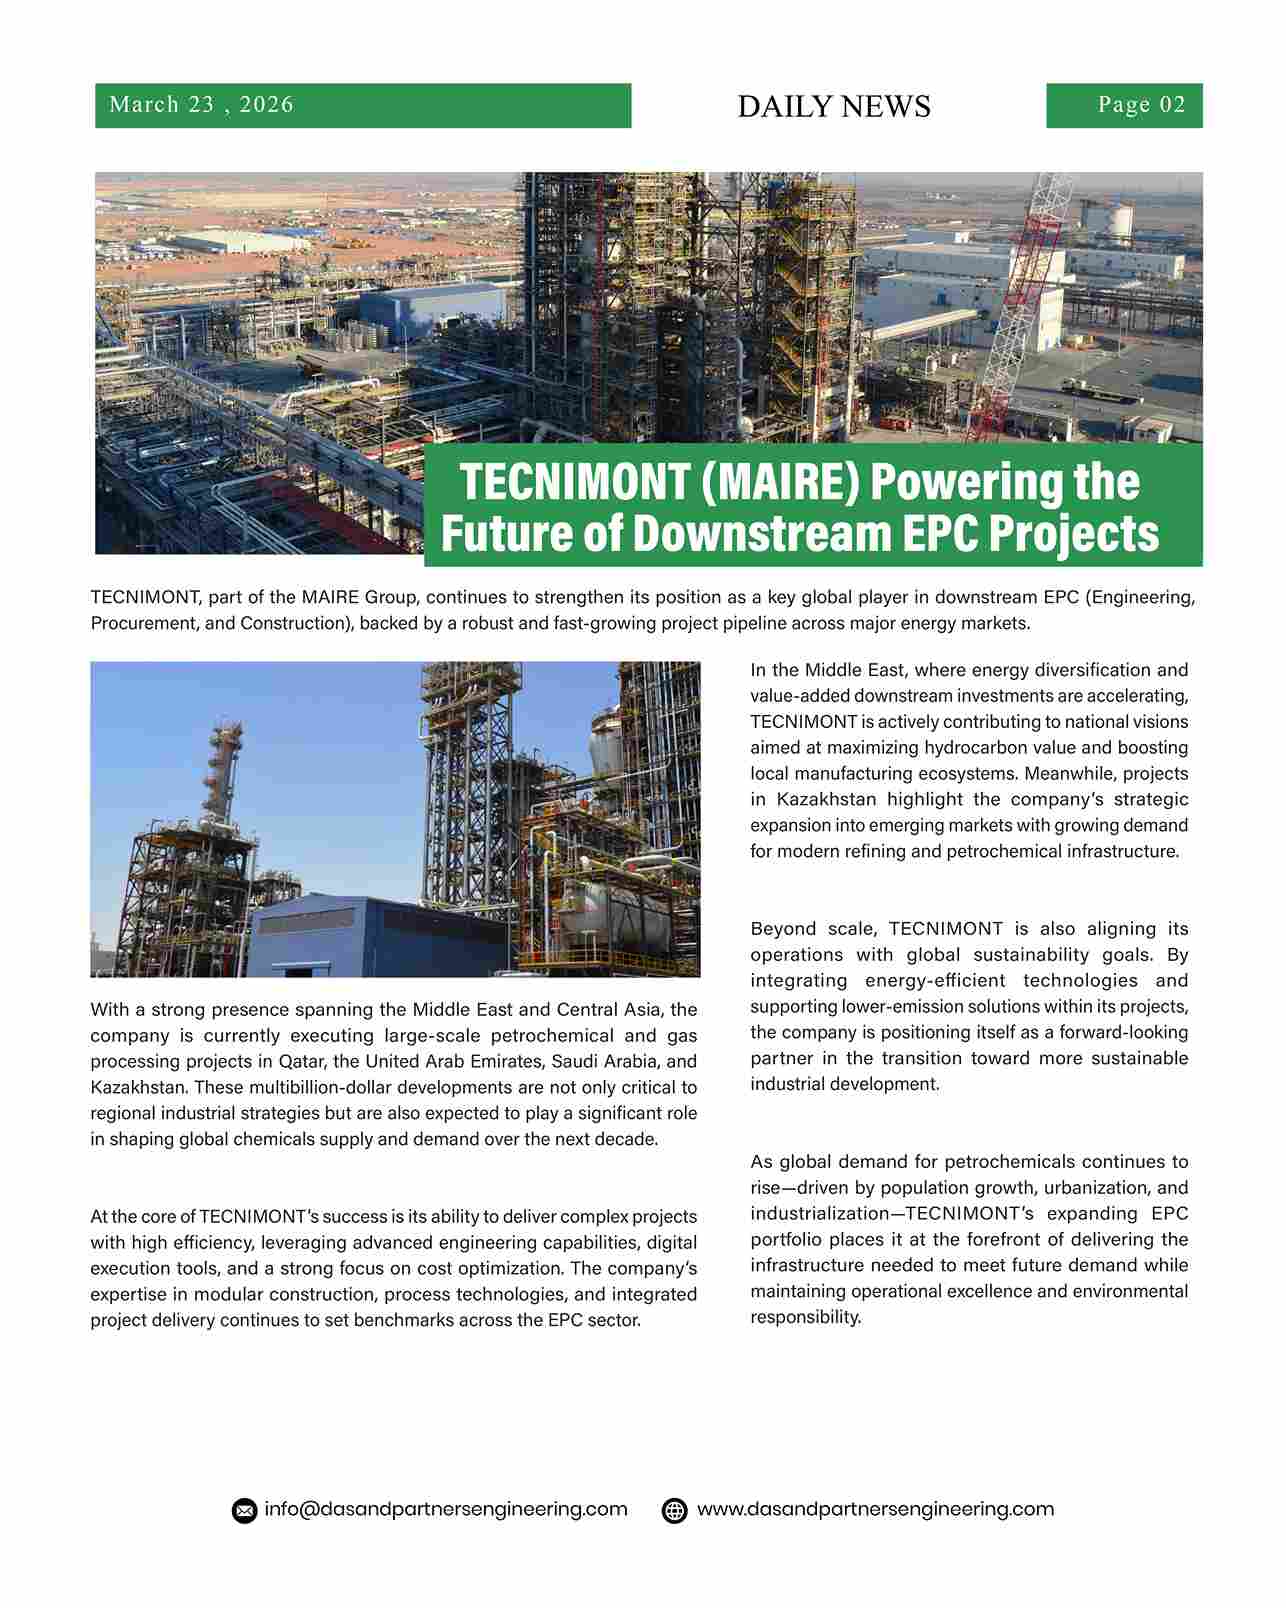 March 23 , 2026
DAILY NEWS
Page 02
TECNIMONT (MAIRE) Powering the
Future of Downstream EPC Projects
TECNIMONT, part of the MAIRE Group, continues to strengthen its position as a key global player in downstream EPC (Engineering,
Procurement, and Construction), backed by a robust and fast-growing project pipeline across major energy markets.
With a strong presence spanning the Middle East and Central Asia, the
company is currently executing large-scale petrochemical and gas
processing projects in Qatar, the United Arab Emirates, Saudi Arabia, and
Kazakhstan. These multibillion-dollar developments are not only critical to
regional industrial strategies but are also expected to play a significant role
in shaping global chemicals supply and demand over the next decade.
At the core of TECNIMONT's success is its ability to deliver complex projects
with high efficiency, leveraging advanced engineering capabilities, digital
execution tools, and a strong focus on cost optimization. The company's
expertise in modular construction, process technologies, and integrated
project delivery continues to set benchmarks across the EPC sector.
In the Middle East, where energy diversification and
value-added downstream investments are accelerating,
TECNIMONT is actively contributing to national visions
aimed at maximizing hydrocarbon value and boosting
local manufacturing ecosystems. Meanwhile, projects
in Kazakhstan highlight the company's strategic
expansion into emerging markets with growing demand
for modern refining and petrochemical infrastructure.
Beyond scale, TECNIMONT is also aligning its
operations with global sustainability goals. By
integrating energy-efficient technologies and
supporting lower-emission solutions within its projects,
the company is positioning itself as a forward-looking
partner in the transition toward more sustainable
industrial development.
As global demand for petrochemicals continues to
rise—driven by population growth, urbanization, and
industrialization—TECNIMONT's expanding EPC
portfolio places it at the forefront of delivering the
infrastructure needed to meet future demand while
maintaining operational excellence and environmental
responsibility.
info@dasandpartnersengineering.com
www.dasandpartnersengineering.com